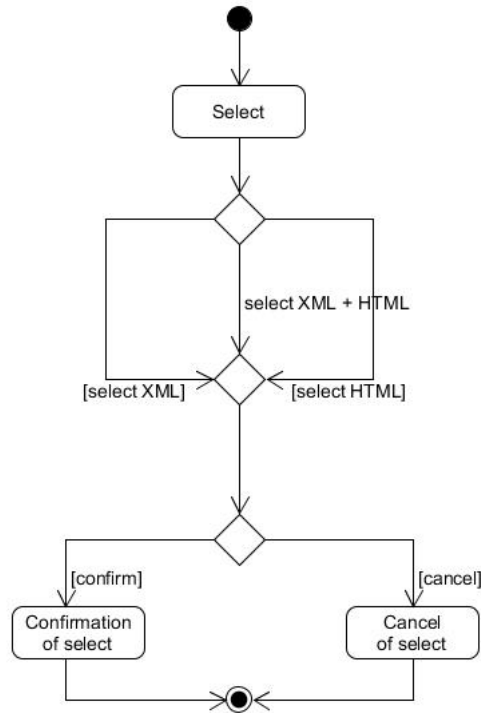 Select
select XML + HTML
[select XML]
[select HTML]
[confirm]
[cancel]
Confirmation
of select
Cancel
of select